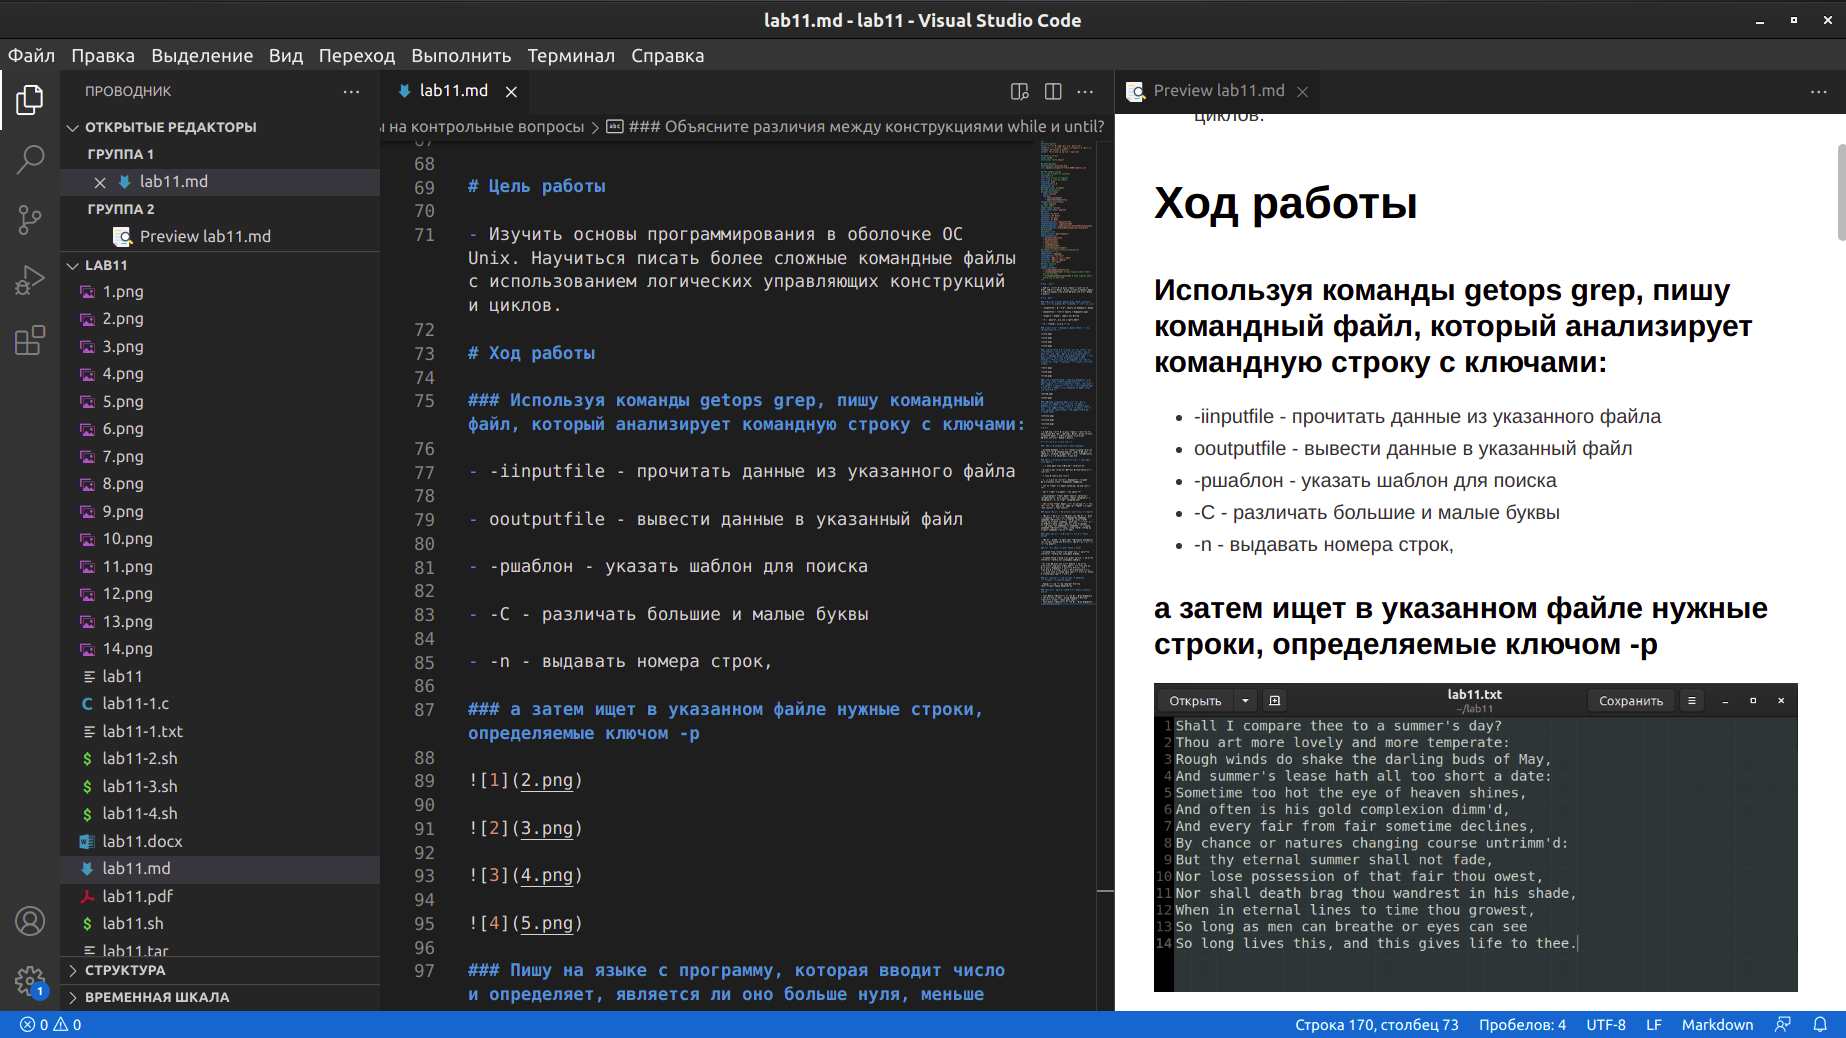 lab11.md - lab11 - Visual Studio Code
Файл Правка Выделение Вид Переход Выполнить Терминал Справка
ПРОВОДНИК
ОТКРЫТЫЕ РЕДАКТОРЫ
ГРУППА 1
lab11.md
ГРУППА 2
Preview lab11.md
LAB11
1.png
2.png
3.png
4.png
5.png
6.png
7.png
8.png
9.png
10.png
11.png
12.png
13.png
14.png
lab11
lab11-1.c
lab11-1.txt
lab11-2.sh
lab11-3.sh
lab11-4.sh
lab11.docx
lab11.md
lab11.pdf
lab11.sh
lab11.tar
СТРУКТУРА
ВРЕМЕННАЯ ШКАЛА
lab11.md
ы на контрольные вопросы > ### Объясните различия между конструкциями while и until?
67
68
69 # Цель работы
70
71 - Изучить основы программирования в оболочке ОС
Unix. Научиться писать более сложные командные файлы
с использованием логических управляющих конструкций
и циклов.
72
73 # Ход работы
74
75 ### Используя команды getops grep, пишу командный
файл, который анализирует командную строку с ключами:
76
77 - -iinputfile - прочитать данные из указанного файла
78
79 - ooutputfile - вывести данные в указанный файл
80
81 - -pшаблон - указать шаблон для поиска
82
83 - -C - различать большие и малые буквы
84
85 - -n - выдавать номера строк,
86
87 ### а затем ищет в указанном файле нужные строки,
определяемые ключом -p
88
89 ![1](2.png)
90
91 ![2](3.png)
92
93 ![3](4.png)
94
95 ![4](5.png)
96
97 ### Пишу на языке с программу, которая вводит число
и определяет, является ли оно больше нуля, меньше
Preview lab11.md
циклов.
Ход работы
Используя команды getops grep, пишу
командный файл, который анализирует
командную строку с ключами:
• -iinputfile - прочитать данные из указанного файла
• ooutputfile - вывести данные в указанный файл
• -pшаблон - указать шаблон для поиска
• -C - различать большие и малые буквы
• -n - выдавать номера строк,
а затем ищет в указанном файле нужные
строки, определяемые ключом -p
Открыть
lab11.txt
~/lab11
Сохранить
1 Shall I compare thee to a summer's day?
2 Thou art more lovely and more temperate:
3 Rough winds do shake the darling buds of May,
4 And summer's lease hath all too short a date:
5 Sometime too hot the eye of heaven shines,
6 And often is his gold complexion dimm'd,
7 And every fair from fair sometime declines,
8 By chance or natures changing course untrimm'd:
9 But thy eternal summer shall not fade,
10 Nor lose possession of that fair thou owest,
11 Nor shall death brag thou wandrest in his shade,
12 When in eternal lines to time thou growest,
13 So long as men can breathe or eyes can see
14 So long lives this, and this gives life to thee.
1
0 0
Строка 170, столбец 73 Пробелов: 4 UTF-8 LF Markdown